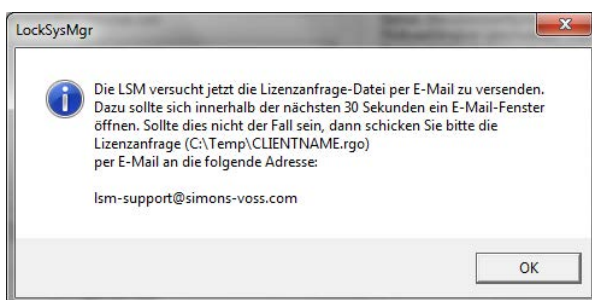 LockSysMgr
Die LSM versucht jetzt die Lizenzanfrage-Datei per E-Mail zu versenden.
Dazu sollte sich innerhalb der nächsten 30 Sekunden ein E-Mail-Fenster
öffnen. Sollte dies nicht der Fall sein, dann schicken Sie bitte die
Lizenzanfrage (C:\Temp\CLIENTNAME.rgo)
per E-Mail an die folgende Adresse:
lsm-support@simons-voss.com
OK